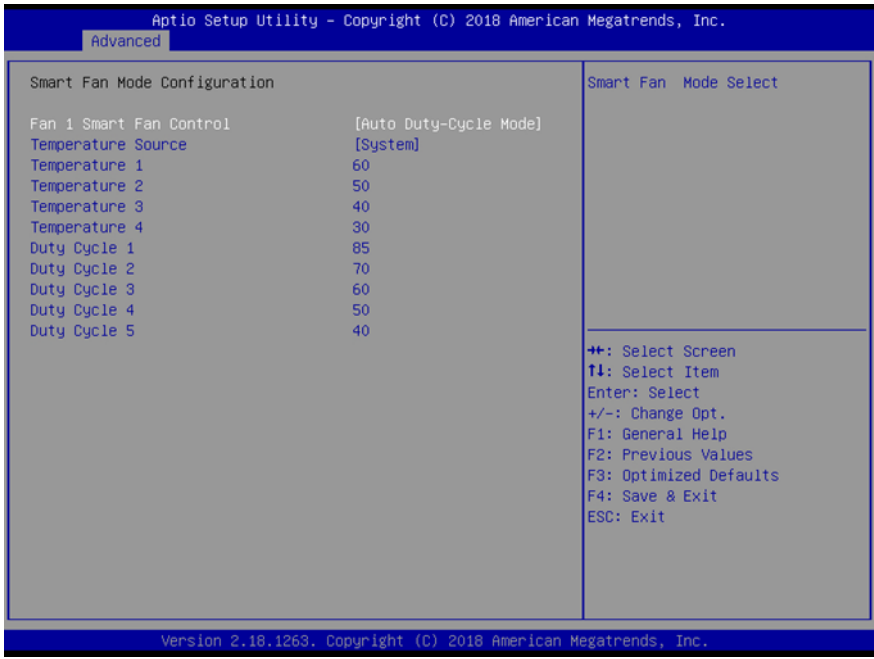 Aptio Setup Utility – Copyright (C) 2018 American Megatrends, Inc.
Advanced
Smart Fan Mode Configuration
Fan 1 Smart Fan Control [Auto Duty-Cycle Mode]
Temperature Source [System]
Temperature 1 60
Temperature 2 50
Temperature 3 40
Temperature 4 30
Duty Cycle 1 85
Duty Cycle 2 70
Duty Cycle 3 60
Duty Cycle 4 50
Duty Cycle 5 40
Smart Fan Mode Select
→←: Select Screen
↑↓: Select Item
Enter: Select
+/-: Change Opt.
F1: General Help
F2: Previous Values
F3: Optimized Defaults
F4: Save & Exit
ESC: Exit
Version 2.18.1263. Copyright (C) 2018 American Megatrends, Inc.